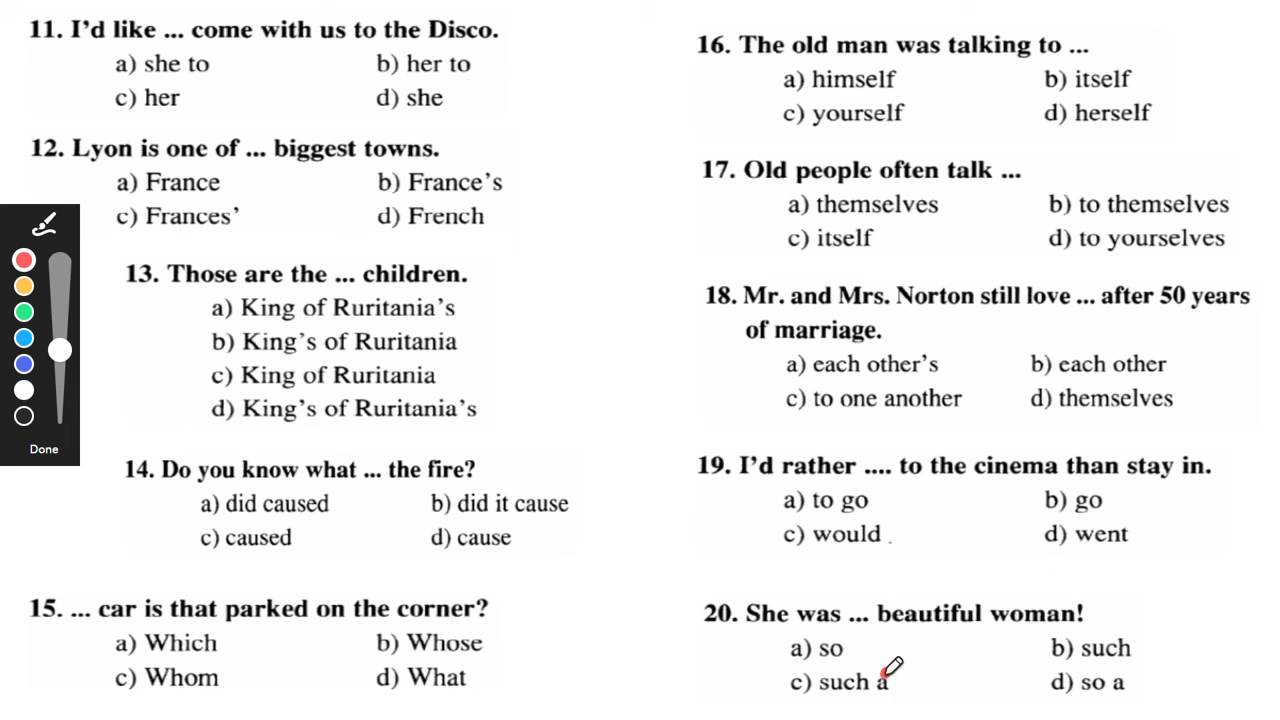 11. I'd like ... come with us to the Disco.
a) she to b) her to
c) her d) she
12. Lyon is one of ... biggest towns.
a) France b) France's
c) Frances' d) French
13. Those are the ... children.
a) King of Ruritania's
b) King's of Ruritania
c) King of Ruritania
d) King's of Ruritania's
14. Do you know what ... the fire?
a) did caused b) did it cause
c) caused d) cause
15. ... car is that parked on the corner?
a) Which b) Whose
c) Whom d) What
16. The old man was talking to ...
a) himself b) itself
c) yourself d) herself
17. Old people often talk ...
a) themselves b) to themselves
c) itself d) to yourselves
18. Mr. and Mrs. Norton still love ... after 50 years
of marriage.
a) each other's b) each other
c) to one another d) themselves
19. I'd rather .... to the cinema than stay in.
a) to go b) go
c) would . d) went
20. She was ... beautiful woman!
a) so b) such
c) such a d) so a
Done